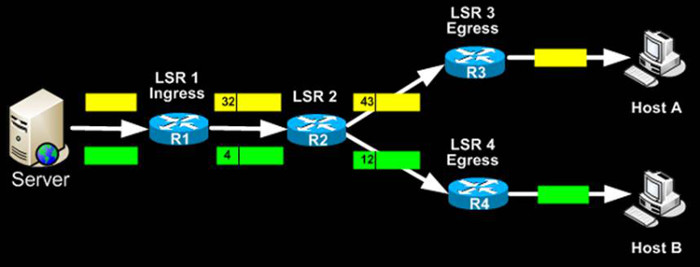 LSR 3
Egress
R3
Host A
LSR 1
Ingress
LSR 2
32
43
R1
R2
4
12
Server
LSR 4
Egress
R4
Host B